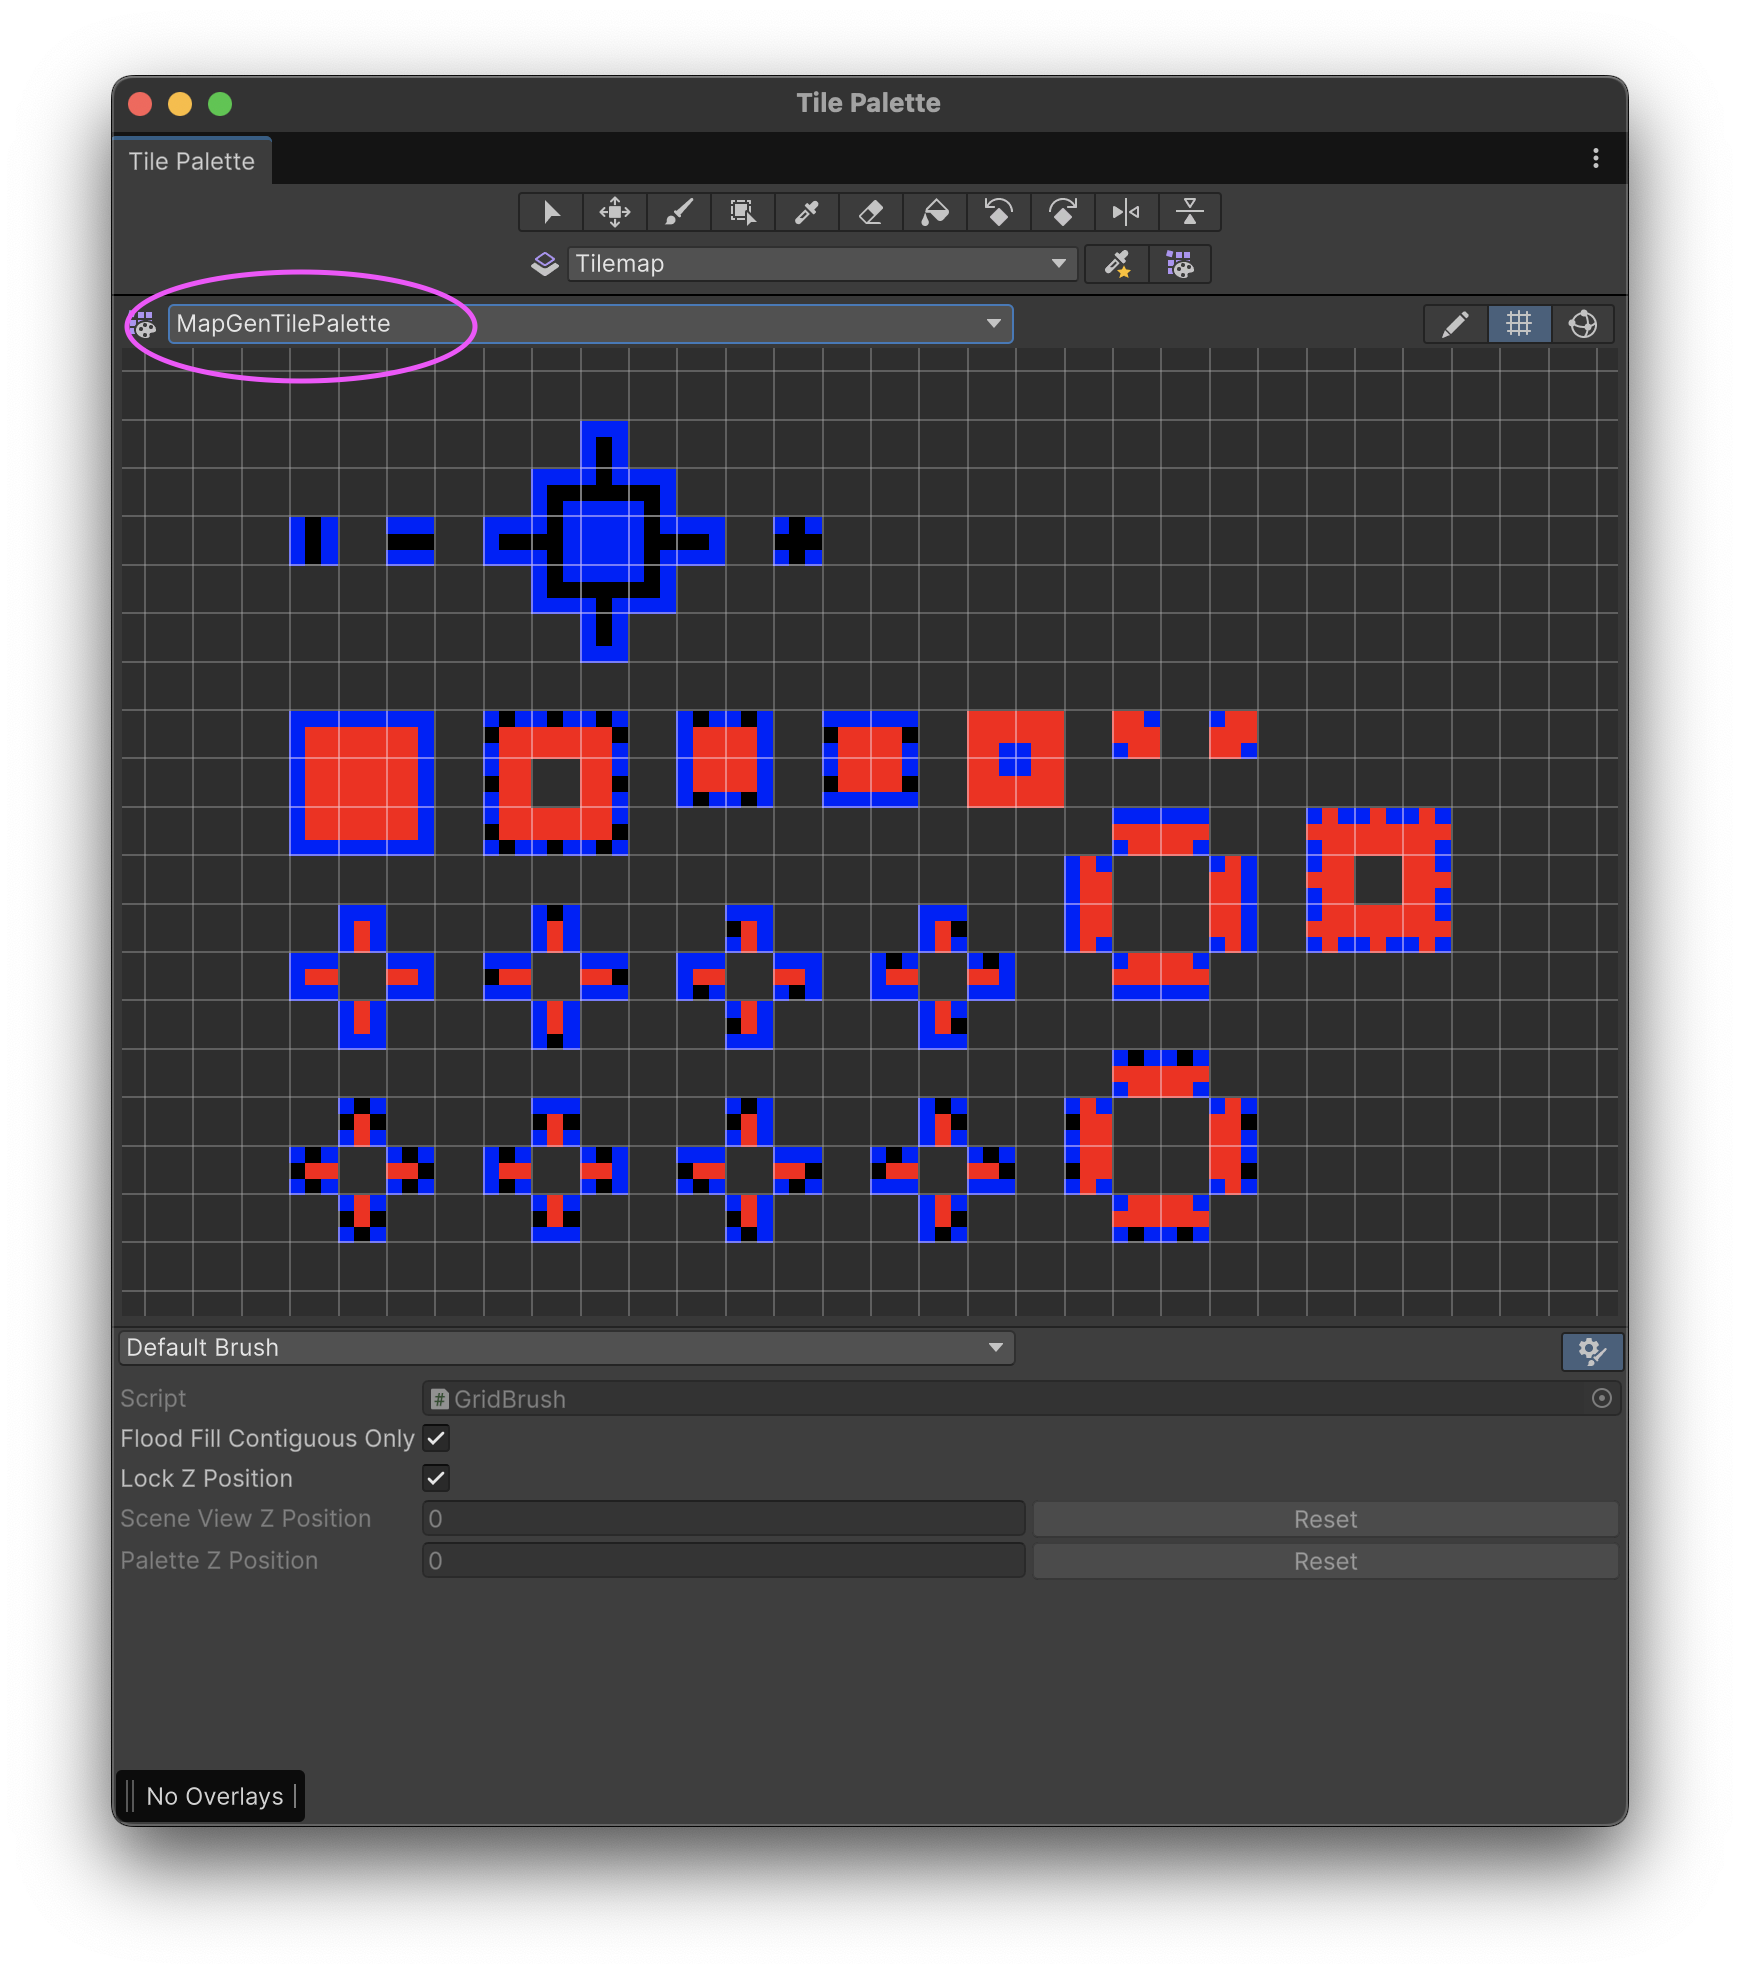 Tile Palette
Tile Palette
Tilemap
MapGenTilePalette
Default Brush
Script
# GridBrush
Flood Fill Contiguous Only
Lock Z Position
Scene View Z Position 0 Reset
Palette Z Position 0 Reset
No Overlays